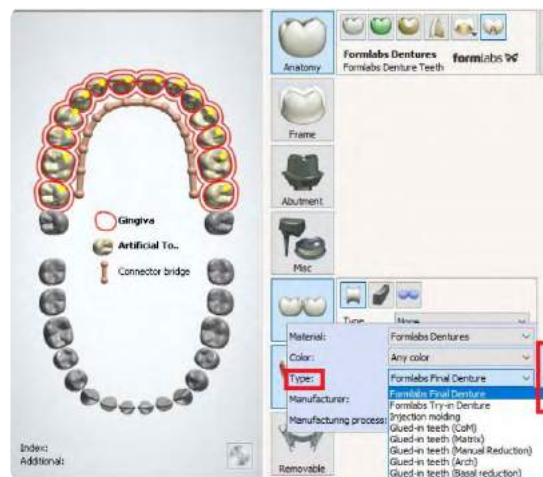 Gingiva
Artificial To..
Connector bridge
Index:
Additional:
Anatomy
Formlabs Dentures
Formlabs Denture Teeth
formlabs
Frame
Abutment
Misc
Type
None
Material:
Formlabs Dentures
Color:
Any color
Type:
Formlabs Final Denture
Manufacturer:
Manufacturing process:
Formlabs Final Denture
Formlabs Try-in Denture
Injection molding
Glued-in teeth (CoM)
Glued-in teeth (Matrix)
Glued-in teeth (Manual Reduction)
Glued-in teeth (Arch)
Glued-in teeth (Basal reduction)
Removable